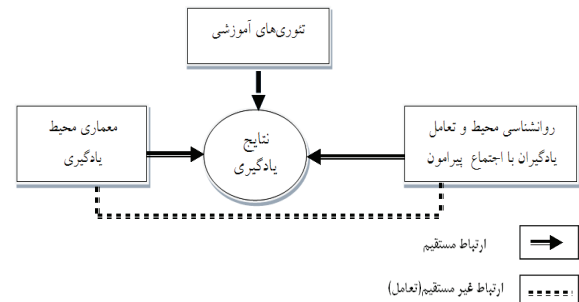 تئوری‌های آموزشی
معماری محیط
یادگیری
نتایج
یادگیری
روانشناسی محیط و تعامل
یادگیران با اجتماع پیرامون
ارتباط مستقیم
ارتباط غیر مستقیم(تعامل)